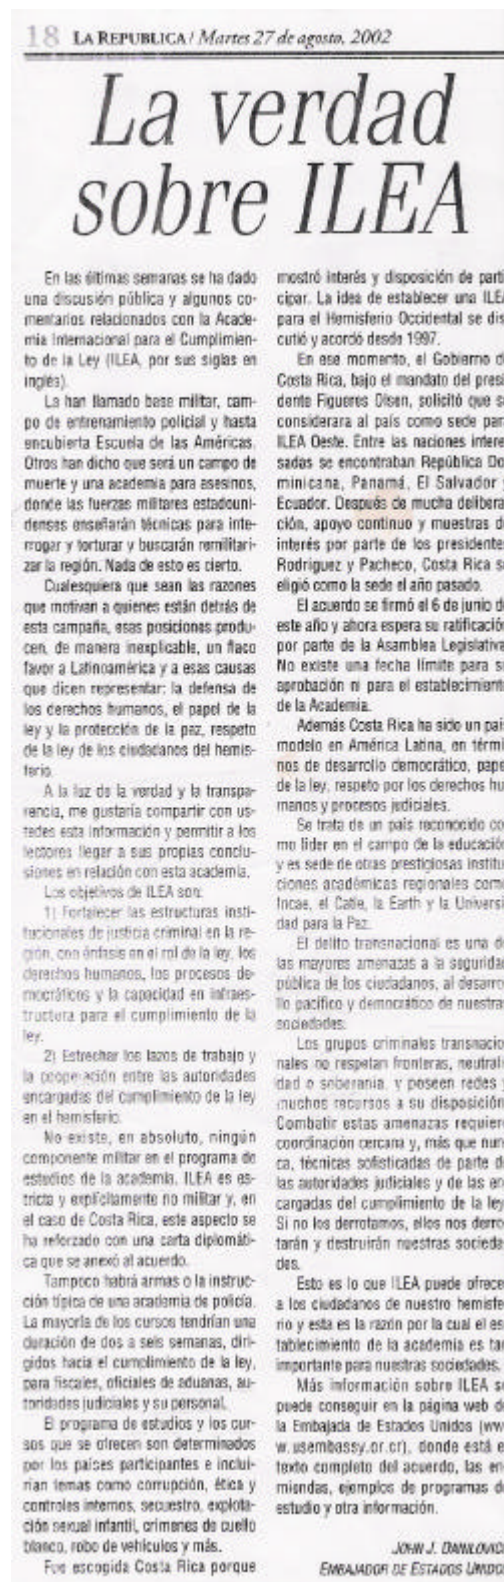 18 LA REPUBLICA / Martes 27 de agosto, 2002
La verdad
sobre ILEA
En las últimas semanas se ha dado
una discusión pública y algunos co-
mentarios relacionados con la Acade-
mia Internacional para el Cumplimien-
to de la Ley (ILEA, por sus siglas en
inglés).
La han llamado base militar, cam-
po de entrenamiento policial y hasta
encubierta Escuela de las Américas.
Otros han dicho que será un campo de
muerte y una academia para asesinos,
donde las fuerzas militares estadouni-
denses enseñarán técnicas para inte-
rrogar y torturar y buscarán remilitari-
zar la región. Nada de esto es cierto.
Cualesquiera que sean las razones
que motiven a quienes están detrás de
esta campaña, esas posiciones produ-
cen, de manera inexplicable, un flaco
favor a Latinoamérica y a esas causas
que dicen representar: la defensa de
los derechos humanos, el papel de la
ley y la protección de la paz, respeto
de la ley de los ciudadanos del hemis-
ferio.
A la luz de la verdad y la transpa-
rencia, me gustaría compartir con us-
tedes esta información y permitir a los
lectores llegar a sus propias conclu-
siones en relación con esta academia.
Los objetivos de ILEA son:
1) Fortalecer las estructuras insti-
tucionales de justicia criminal en la re-
gión, con énfasis en el rol de la ley, los
derechos humanos, los procesos de-
mocráticos y la capacidad en infraes-
tructura para el cumplimiento de la
ley.
2) Estrechar los lazos de trabajo y
la cooperación entre las autoridades
encargadas del cumplimiento de la ley
en el hemisferio.
No existe, en absoluto, ningún
componente militar en el programa de
estudios de la academia. ILEA es es-
tricta y explícitamente no militar y, en
el caso de Costa Rica, este aspecto se
ha reforzado con una carta diplomáti-
ca que se anexó al acuerdo.
Tampoco habrá armas o la instruc-
ción típica de una academia de policía.
La mayoría de los cursos tendrían una
duración de dos a seis semanas, diri-
gidos hacia el cumplimiento de la ley,
para fiscales, oficiales de aduanas, au-
toridades judiciales y su personal.
El programa de estudios y los cur-
sos que se ofrecen son determinados
por los países participantes e inclui-
rían temas como corrupción, ética y
controles internos, secuestro, explota-
ción sexual infantil, crímenes de cuello
blanco, robo de vehículos y más.
Fue escogida Costa Rica porque
mostró interés y disposición de parti
cipar. La idea de establecer una ILEA
para el Hemisferio Occidental se dis
cutió y acordó desde 1997.
En ese momento, el Gobierno d
Costa Rica, bajo el mandato del presi
dente Figueres Olsen, solicitó que s
considerara al país como sede par
ILEA Oeste. Entre las naciones intere
sadas se encontraban República Do
minicana, Panamá, El Salvador y
Ecuador. Después de mucha delibera
ción, apoyo continuo y muestras d
interés por parte de los presidentes
Rodríguez y Pacheco, Costa Rica s
eligió como la sede el año pasado.
El acuerdo se firmó el 6 de junio d
este año y ahora espera su ratificación
por parte de la Asamblea Legislativa
No existe una fecha límite para s
aprobación ni para el establecimient
de la Academia.
Además Costa Rica ha sido un país
modelo en América Latina, en térmi
nos de desarrollo democrático, pape
de la ley, respeto por los derechos hu
manos y procesos judiciales.
Se trata de un país reconocido co
mo líder en el campo de la educación
y es sede de otras prestigiosas institu
ciones académicas regionales com
Incae, el Catie, la Earth y la Universi
dad para la Paz.
El delito transnacional es una d
las mayores amenazas a la seguridad
pública de los ciudadanos, al desarro
llo pacífico y democrático de nuestra
sociedades.
Los grupos criminales transnacio
nales no respetan fronteras, neutrali
dad o soberanía, y poseen redes y
muchos recursos a su disposición
Combatir estas amenazas requier
coordinación cercana y, más que nun
ca, técnicas sofisticadas de parte d
las autoridades judiciales y de las en
cargadas del cumplimiento de la ley
Si no los derrotamos, ellos nos derro
tarán y destruirán nuestras socieda
des.
Esto es lo que ILEA puede ofrece
a los ciudadanos de nuestro hemisfe
rio y esta es la razón por la cual el es
tablecimiento de la academia es tan
importante para nuestras sociedades.
Más información sobre ILEA s
puede conseguir en la página web d
la Embajada de Estados Unidos (ww
w.usembassy.or.cr), donde está e
texto completo del acuerdo, las en
miendas, ejemplos de programas d
estudio y otra información.
JOHN J. DANILOVIC
EMBAJADOR DE ESTADOS UNIDOS